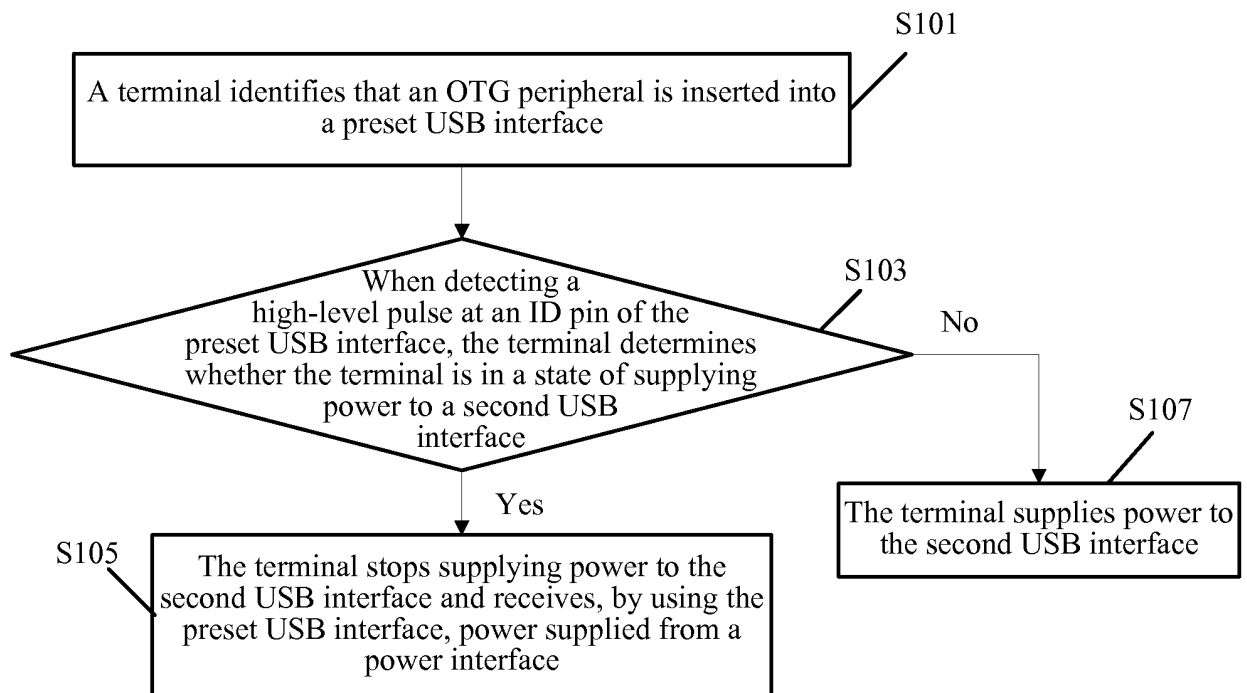 S101
A terminal identifies that an OTG peripheral is inserted into
a preset USB interface
S103
When detecting a
high-level pulse at an ID pin of the
preset USB interface, the terminal determines
whether the terminal is in a state of supplying
power to a second USB
interface
No
S107
Yes
The terminal supplies power to
the second USB interface
S105
The terminal stops supplying power to the
second USB interface and receives, by using the
preset USB interface, power supplied from a
power interface